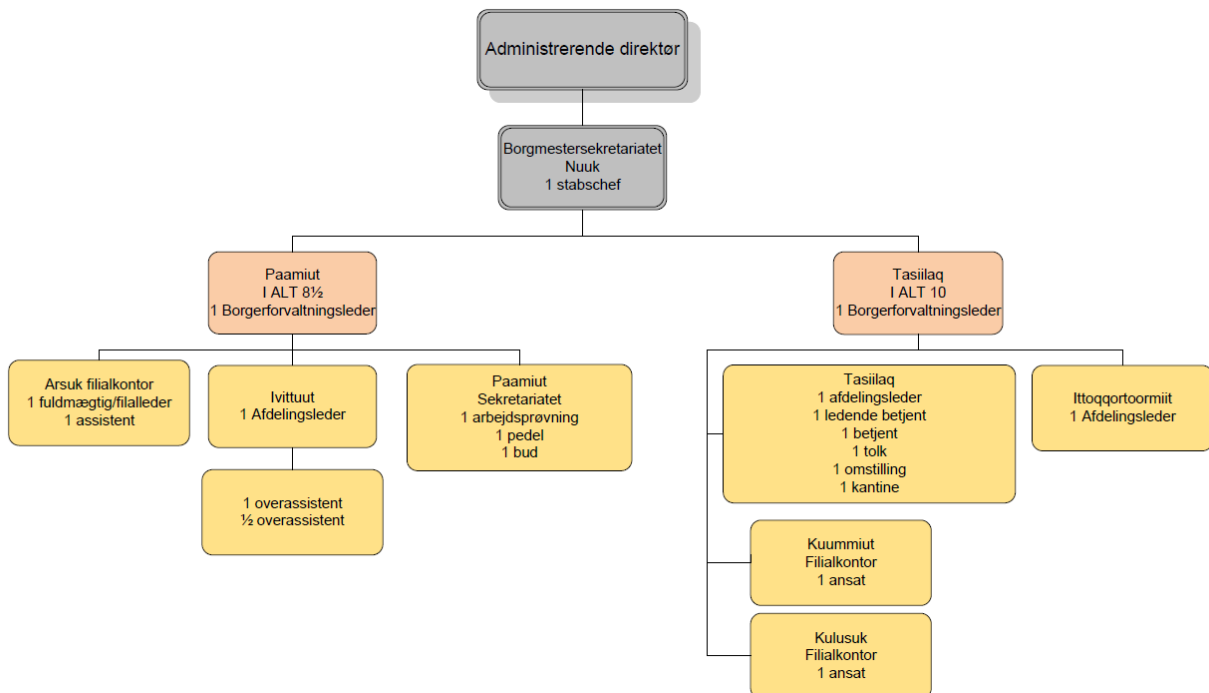 Administrerende direktør
Borgmestersekretariatet
Nuuk
1 stabschef
Paamiut
I ALT 8½
1 Borgerforvaltningsleder
Tasiilaq
I ALT 10
1 Borgerforvaltningsleder
Arsuk filialkontor
1 fuldmægtig/filalleder
1 assistent
Ivittuut
1 Afdelingsleder
Paamiut
Sekretariatet
1 arbejdsprøvning
1 pedel
1 bud
Tasiilaq
1 afdelingsleder
1 ledende betjent
1 betjent
1 tolk
1 omstilling
1 kantine
Ittoqqortoormiit
1 Afdelingsleder
1 overassistent
½ overassistent
Kuummiut
Filialkontor
1 ansat
Kulusuk
Filialkontor
1 ansat